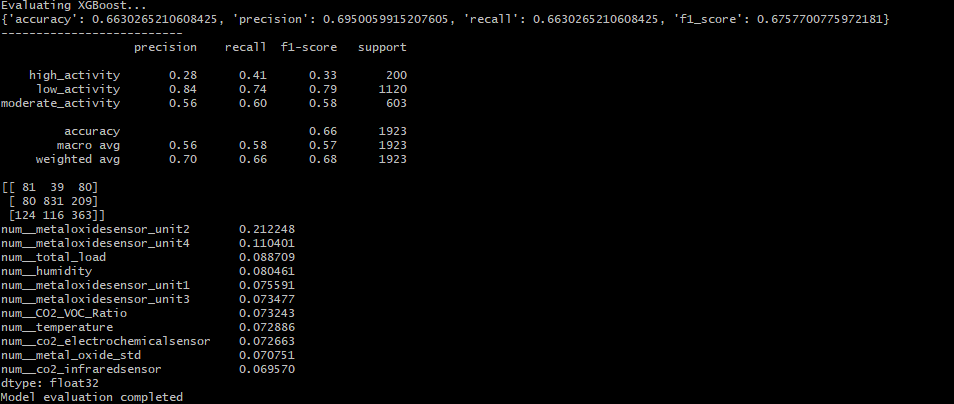 Evaluating XGBoost...
{'accuracy': 0.6630265210608425, 'precision': 0.6950059915207605, 'recall': 0.6630265210608425, 'f1_score': 0.6757700775972181}
--------------------------
precision recall f1-score support
high_activity 0.28 0.41 0.33 200
low_activity 0.84 0.74 0.79 1120
moderate_activity 0.56 0.60 0.58 603
accuracy 0.66 1923
macro avg 0.56 0.58 0.57 1923
weighted avg 0.70 0.66 0.68 1923
[[ 81 39 80]
[ 80 831 209]
[124 116 363]]
num__metaloxidesensor_unit2 0.212248
num__metaloxidesensor_unit4 0.110401
num__total_load 0.088709
num__humidity 0.080461
num__metaloxidesensor_unit1 0.075591
num__metaloxidesensor_unit3 0.073477
num__CO2_VOC_Ratio 0.073243
num__temperature 0.072886
num__co2_electrochemicalsensor 0.072663
num__metal_oxide_std 0.070751
num__co2_infraredsensor 0.069570
dtype: float32
Model evaluation completed